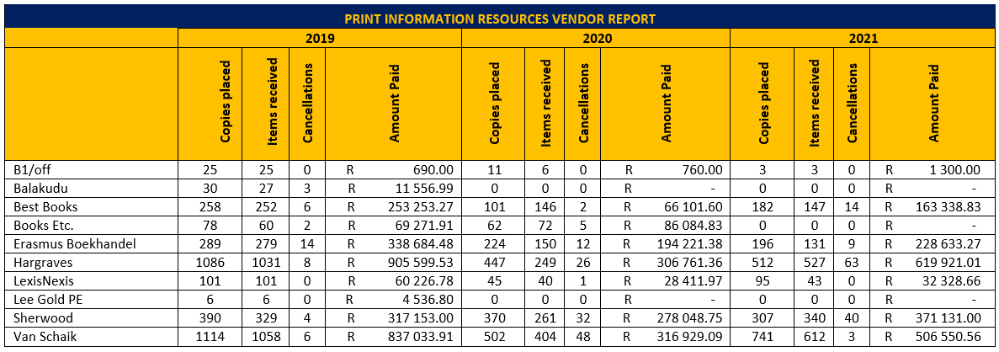 PRINT INFORMATION RESOURCES VENDOR REPORT
2019 2020 2021
Copies placed Items received Cancellations Amount Paid Copies placed Items received Cancellations Amount Paid Copies placed Items received Cancellations Amount Paid
B1/off 25 25 0 R 690.00 11 6 0 R 760.00 3 3 0 R 1 300.00
Balakudu 30 27 3 R 11 556.99 0 0 0 R - 0 0 0 R -
Best Books 258 252 6 R 253 253.27 101 146 2 R 66 101.60 182 147 14 R 163 338.83
Books Etc. 78 60 2 R 69 271.91 62 72 5 R 86 084.83 0 0 0 R -
Erasmus Boekhandel 289 279 14 R 338 684.48 224 150 12 R 194 221.38 196 131 9 R 228 633.27
Hargraves 1086 1031 8 R 905 599.53 447 249 26 R 306 761.36 512 527 63 R 619 921.01
LexisNexis 101 101 0 R 60 226.78 45 40 1 R 28 411.97 95 43 0 R 32 328.66
Lee Gold PE 6 6 0 R 4 536.80 0 0 0 R - 0 0 0 R -
Sherwood 390 329 4 R 317 153.00 370 261 32 R 278 048.75 307 340 40 R 371 131.00
Van Schaik 1114 1058 6 R 837 033.91 502 404 48 R 316 929.09 741 612 3 R 506 550.56